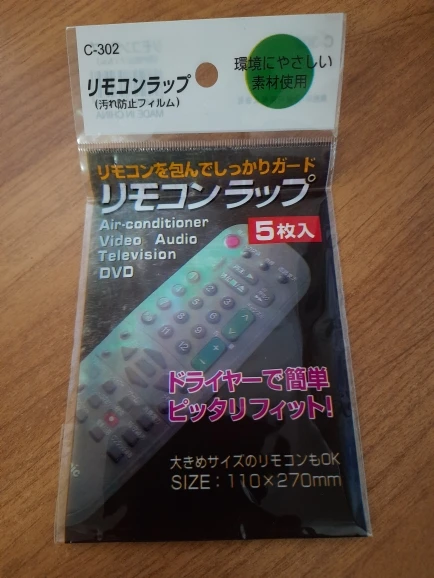 C-302
リモコンラップ
(汚れ防止フィルム)
環境にやさしい
素材使用
MADE IN CHINA
リモコンを包んでしっかりガード
リモコンラップ
Air-conditioner
Video Audio
Television
DVD
5枚入
ドライヤーで簡単
ピッタリフィット!
大きめサイズのリモコンもOK
SIZE:110×270mm